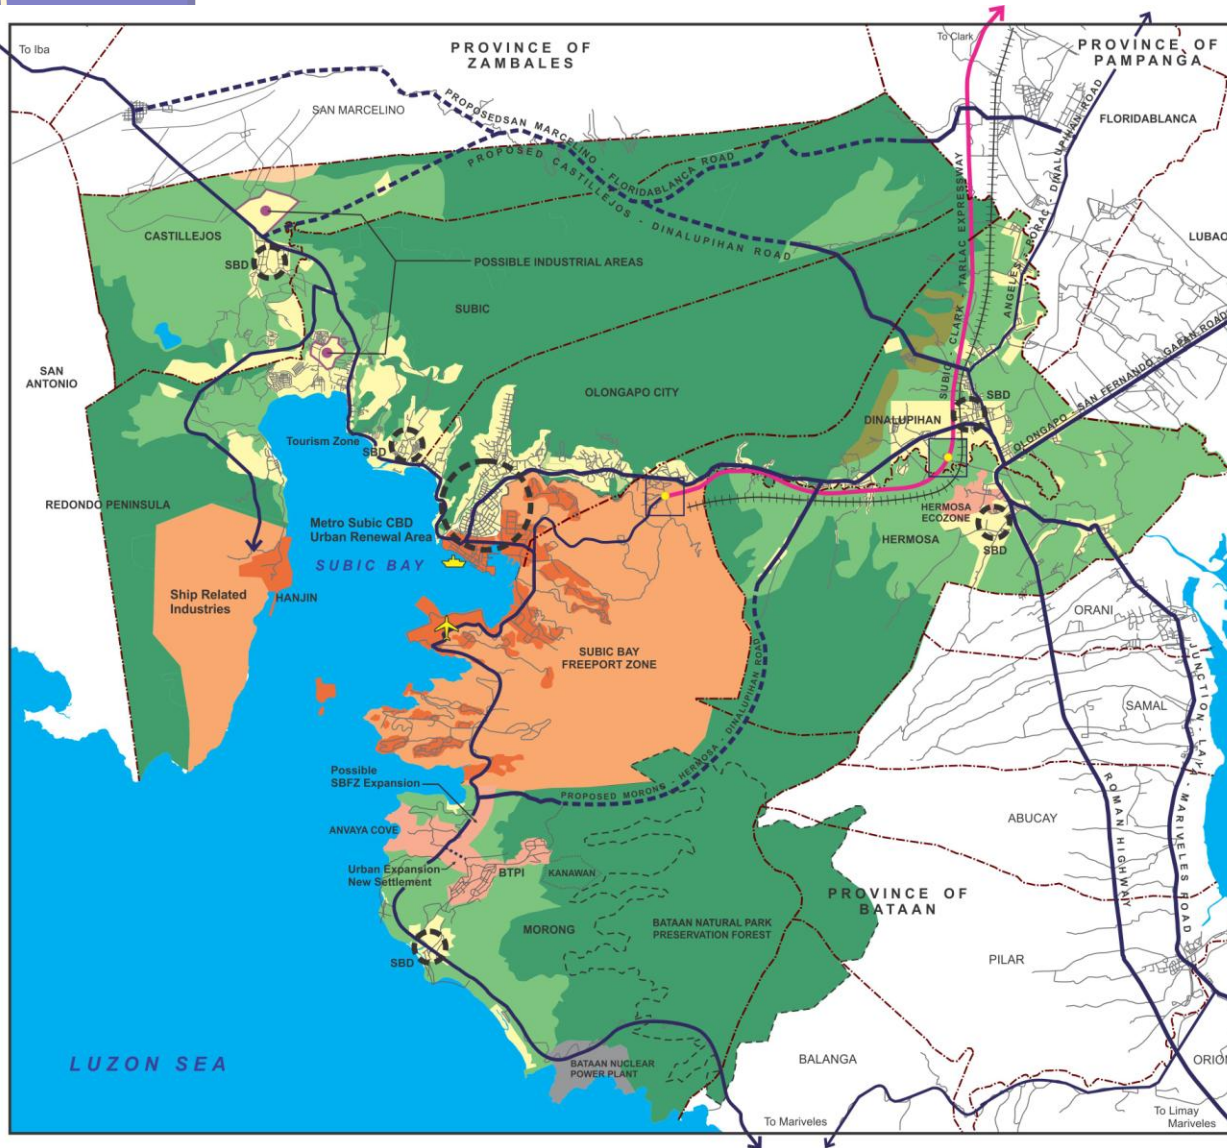 To Iba
PROVINCE OF
ZAMBALES
To Clark
PROVINCE OF
PAMPANGA
SAN MARCELINO
PROPOSEDSAN MARCELINO - FLORIDABLANCA ROAD
PROPOSED CASTILLEJOS - DINALUPIHAN ROAD
FLORIDABLANCA
SUBIC - CLARK TARLAC EXPRESSWAY
ANGELES - PORAC - DINALUPIHAN ROAD
CASTILLEJOS
LUBAO
SBD
POSSIBLE INDUSTRIAL AREAS
SUBIC
SAN
ANTONIO
OLONGAPO CITY
OLONGAPO - SAN FERNANDO - GAPAN ROAD
SBD
DINALUPIHAN
Tourism Zone
SBD
REDONDO PENINSULA
Metro Subic CBD
Urban Renewal Area
HERMOSA
ECOZONE
HERMOSA
SBD
SUBIC BAY
Ship Related
Industries
HANJIN
ORANI
SUBIC BAY
FREEPORT ZONE
PROPOSED MORONG - HERMOSA - DINALUPIHAN ROAD
JUNCTION - LAYA - MARIVELES ROAD
SAMAL
Possible
SBFZ Expansion
ROMAN HIGHWAY
ABUCAY
ANVAYA COVE
Urban Expansion
New Settlement
BTPI
KANAWAN
PROVINCE OF
BATAAN
MORONG
BATAAN NATURAL PARK
PRESERVATION FOREST
SBD
PILAR
LUZON SEA
BATAAN NUCLEAR
POWER PLANT
BALANGA
ORION
To Mariveles
To Limay
Mariveles